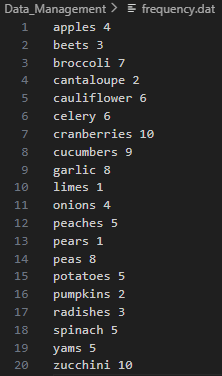 Data_Management > frequency.dat
1 apples 4
2 beets 3
3 broccoli 7
4 cantaloupe 2
5 cauliflower 6
6 celery 6
7 cranberries 10
8 cucumbers 9
9 garlic 8
10 limes 1
11 onions 4
12 peaches 5
13 pears 1
14 peas 8
15 potatoes 5
16 pumpkins 2
17 radishes 3
18 spinach 5
19 yams 5
20 zucchini 10